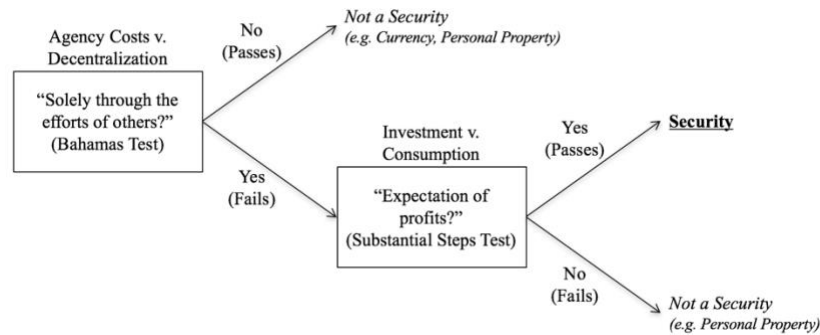 Agency Costs v.
Decentralization
“Solely through the
efforts of others?”
(Bahamas Test)
No
(Passes)
Not a Security
(e.g. Currency, Personal Property)
Yes
(Fails)
Investment v.
Consumption
“Expectation of
profits?”
(Substantial Steps Test)
Yes
(Passes)
Security
No
(Fails)
Not a Security
(e.g. Personal Property)